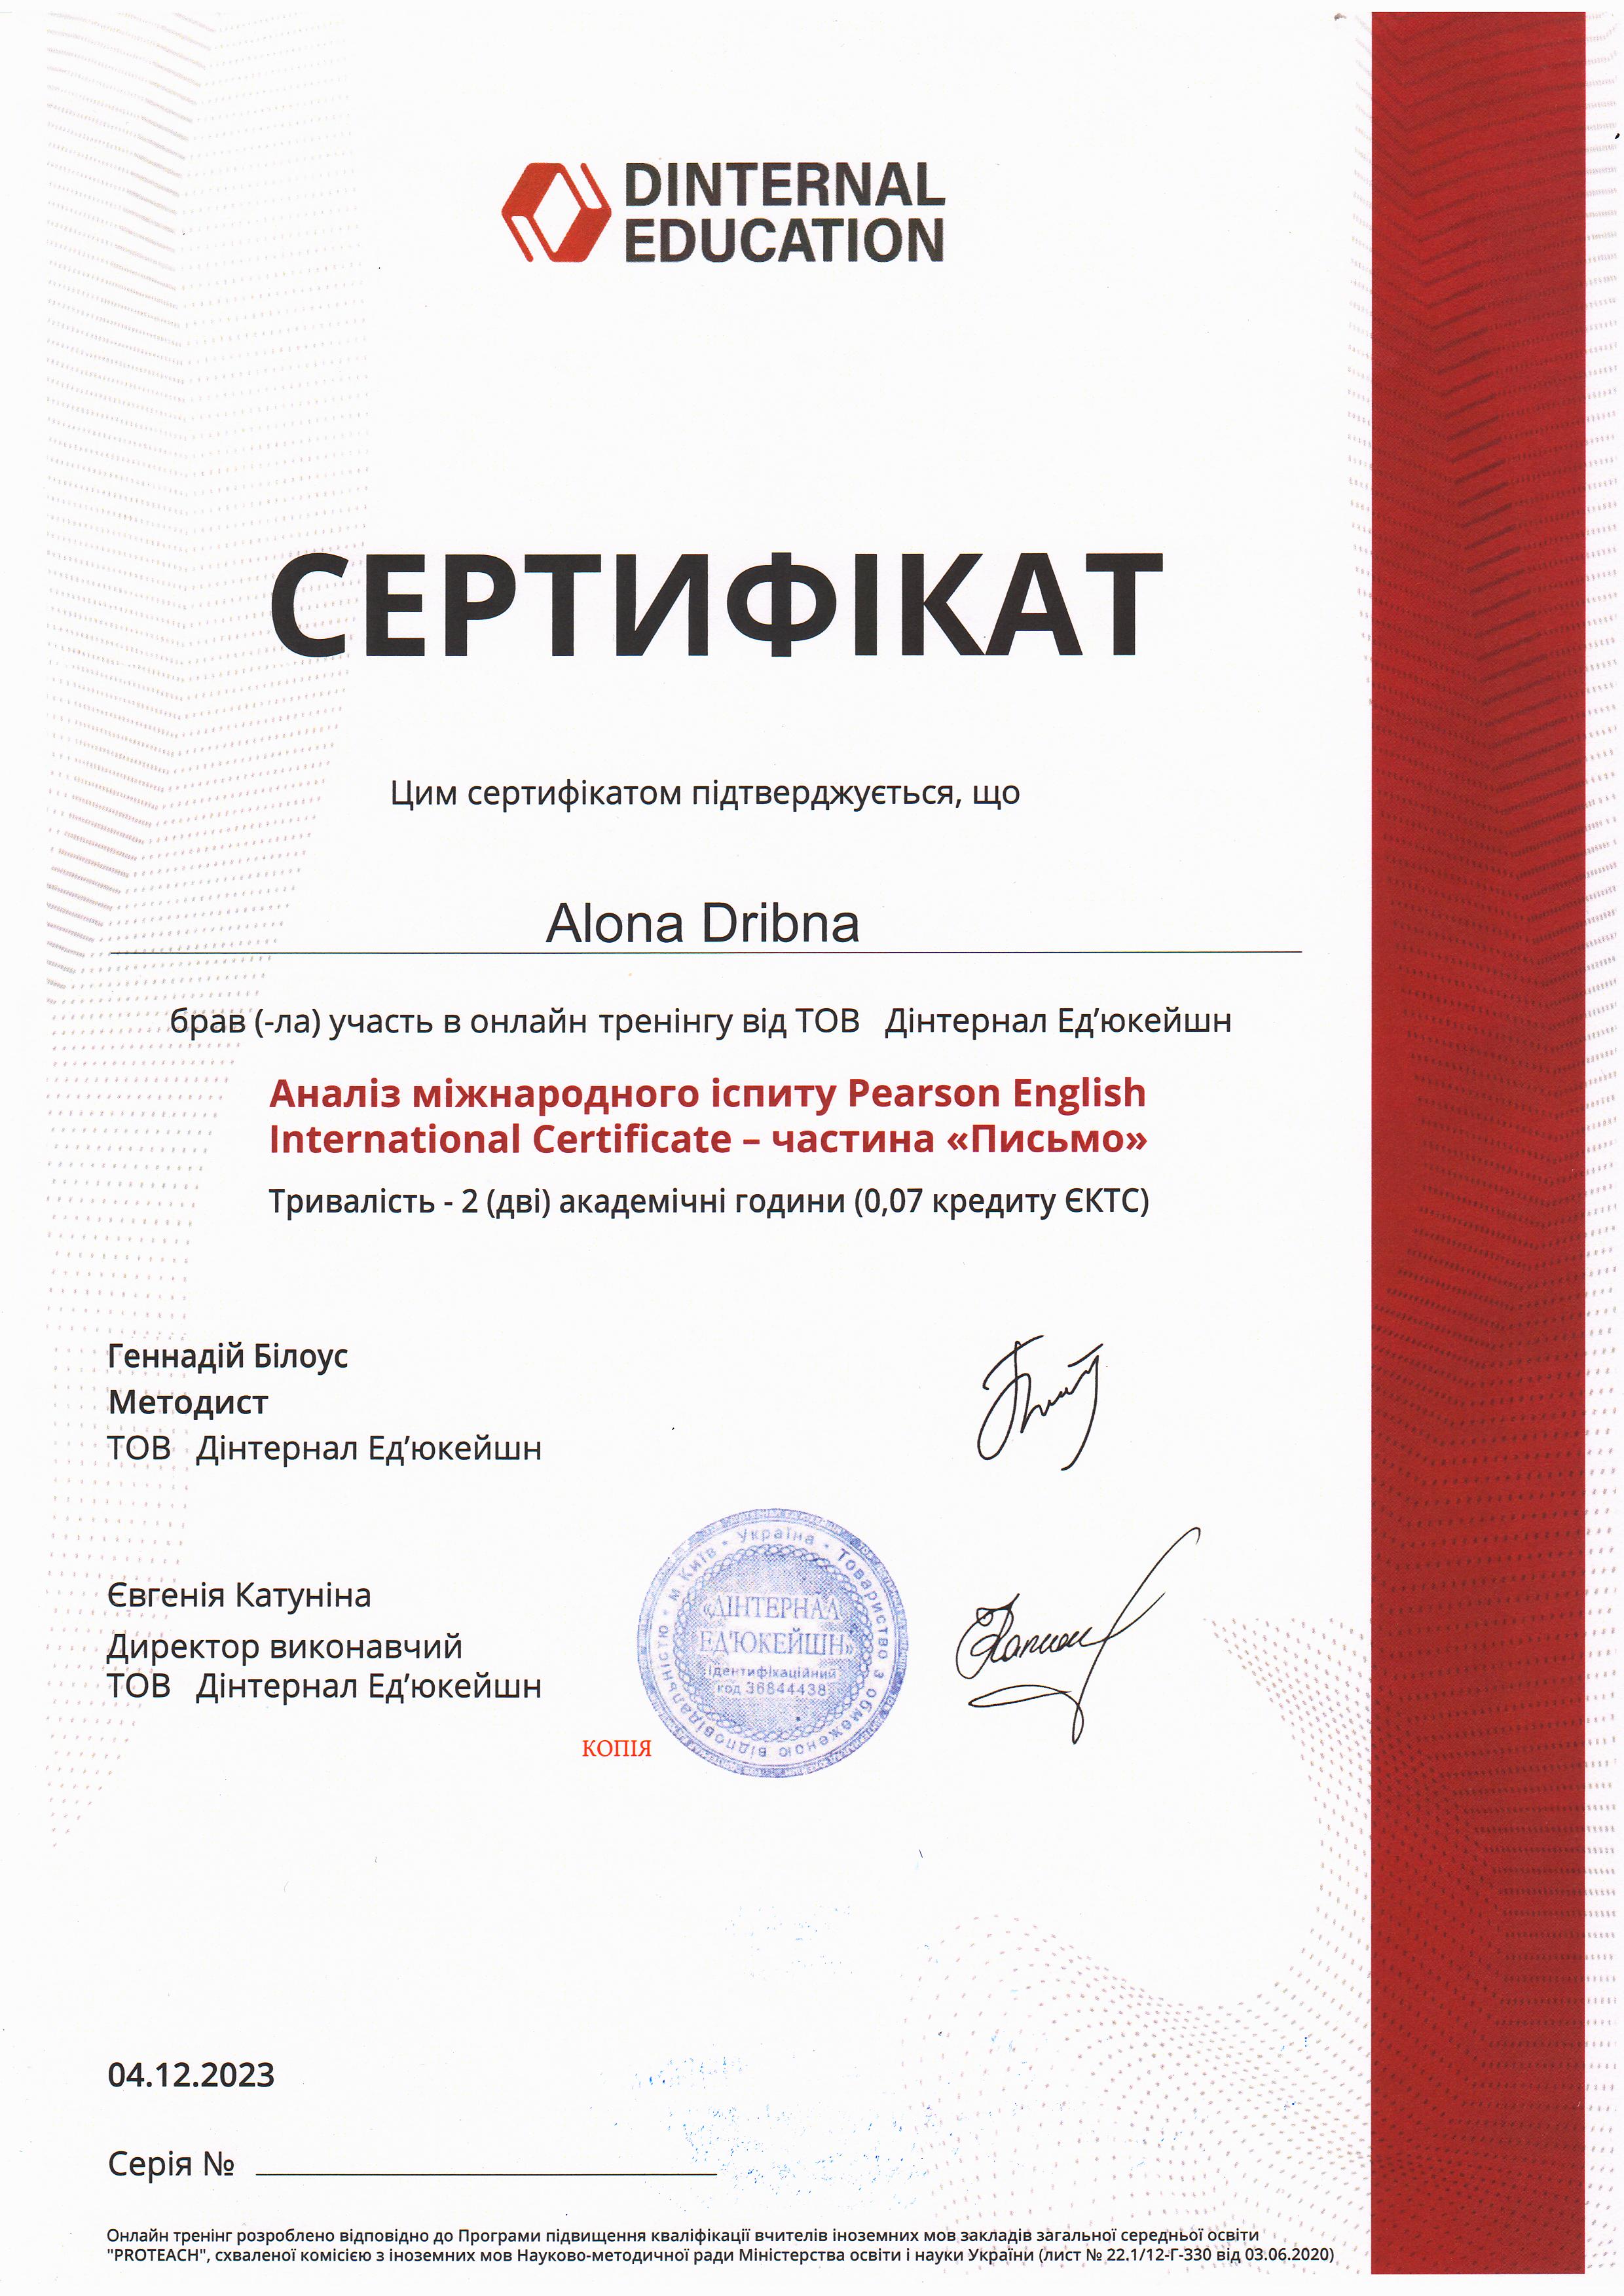 DINTERNAL
EDUCATION
СЕРТИФІКАТ
Цим сертифікатом підтверджується, що
Alona Dribna
брав (-ла) участь в онлайн тренінгу від ТОВ Дінтернал Ед’юкейшн
Аналіз міжнародного іспиту Pearson English
International Certificate – частина «Письмо»
Тривалість - 2 (дві) академічні години (0,07 кредиту ЄКТС)
Геннадій Білоус
Методист
ТОВ Дінтернал Ед’юкейшн
Євгенія Катуніна
Директор виконавчий
ТОВ Дінтернал Ед’юкейшн
Україна * Товариство з обмеженою відповідальністю * м.Київ *
«ДІНТЕРНАЛ
ЕД'ЮКЕЙШН»
ідентифікаційний
код 36844438
КОПІЯ
04.12.2023
Серія №
Онлайн тренінг розроблено відповідно до Програми підвищення кваліфікації вчителів іноземних мов закладів загальної середньої освіти
"PROTEACH", схваленої комісією з іноземних мов Науково-методичної ради Міністерства освіти і науки України (лист № 22.1/12-Г-330 від 03.06.2020)